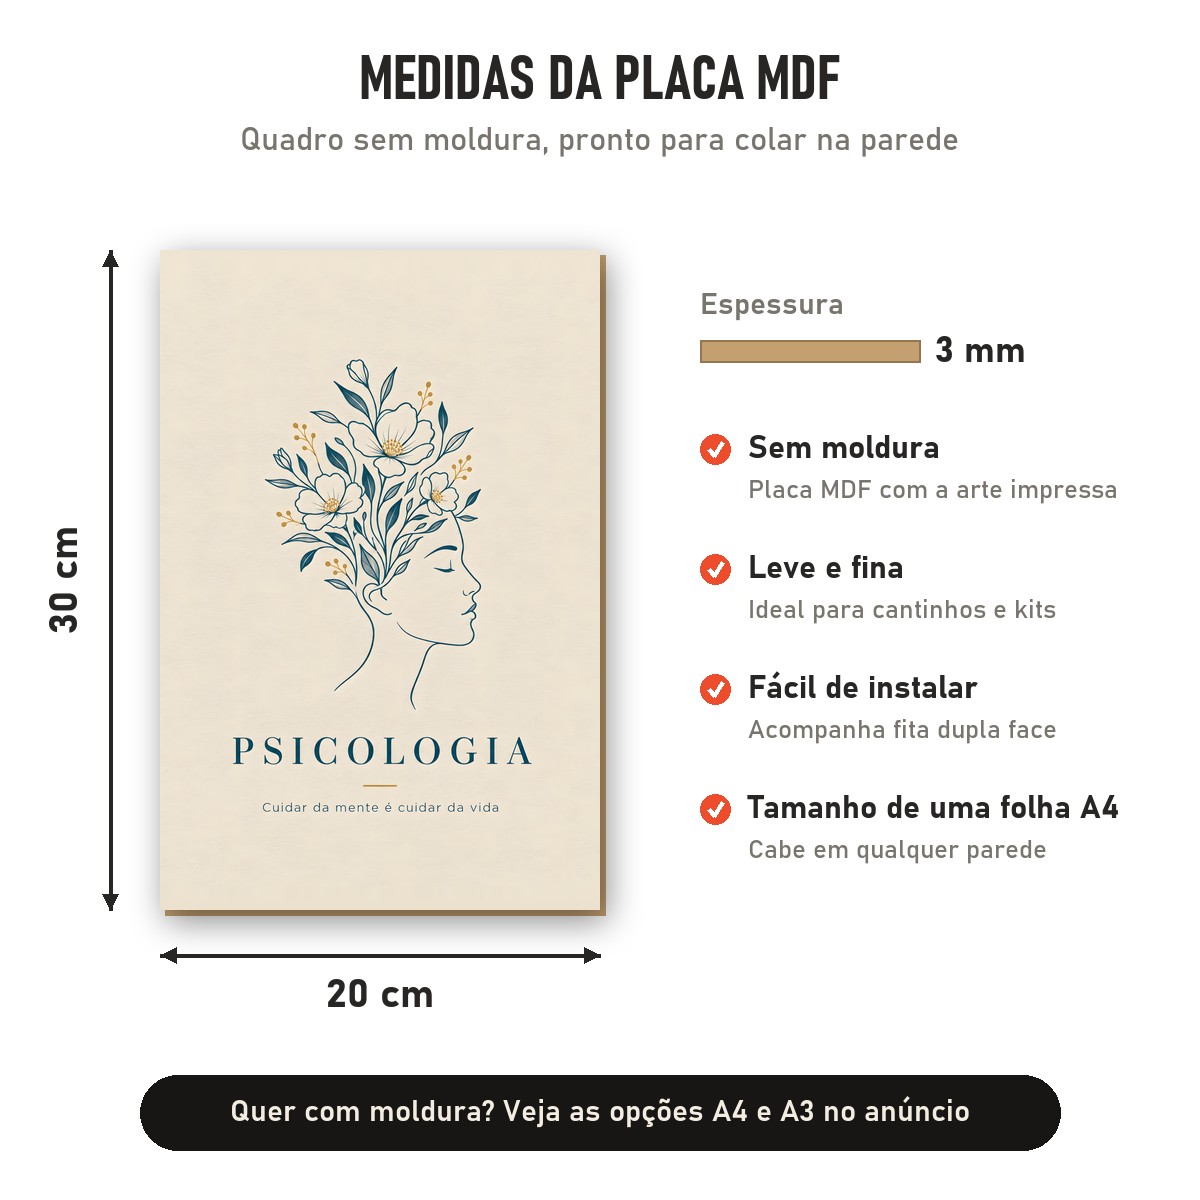 MEDIDAS DA PLACA MDF
Quadro sem moldura, pronto para colar na parede
30 cm
PSICOLOGIA
Cuidar da mente é cuidar da vida
20 cm
Espessura
3 mm
Sem moldura
Placa MDF com a arte impressa
Leve e fina
Ideal para cantinhos e kits
Fácil de instalar
Acompanha fita dupla face
Tamanho de uma folha A4
Cabe em qualquer parede
Quer com moldura? Veja as opções A4 e A3 no anúncio